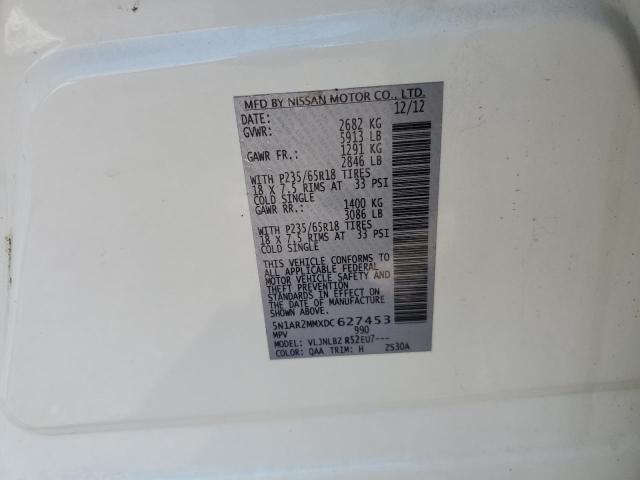 MFD BY NISSAN MOTOR CO., LTD.
DATE: 12/12
GVWR: 2682 KG
5913 LB
GAWR FR.: 1291 KG
2846 LB
WITH P235/65R18 TIRES
18 X 7.5 RIMS AT 33 PSI
COLD SINGLE
GAWR RR.: 1400 KG
3086 LB
WITH P235/65R18 TIRES
18 X 7.5 RIMS AT 33 PSI
COLD SINGLE
THIS VEHICLE CONFORMS TO
ALL APPLICABLE FEDERAL
MOTOR VEHICLE SAFETY AND
THEFT PREVENTION
STANDARDS IN EFFECT ON
THE DATE OF MANUFACTURE
SHOWN ABOVE.
5N1AR2MMXDC627453
MPV 990
MODEL: VLJNLBZ R52EU7---
COLOR: QAA TRIM: H ZS30A